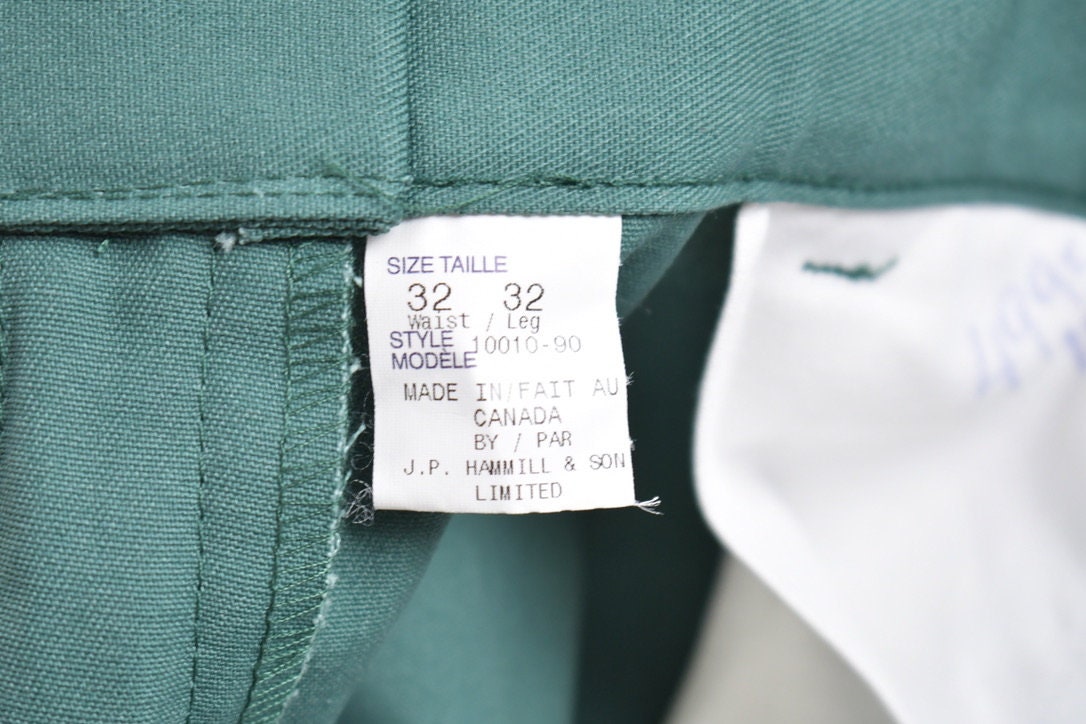 SIZE TAILLE
32 32
Waist / Leg
STYLE 10010-90
MODÈLE
MADE IN/FAIT AU
CANADA
BY / PAR
J.P. HAMMILL & SON
LIMITED